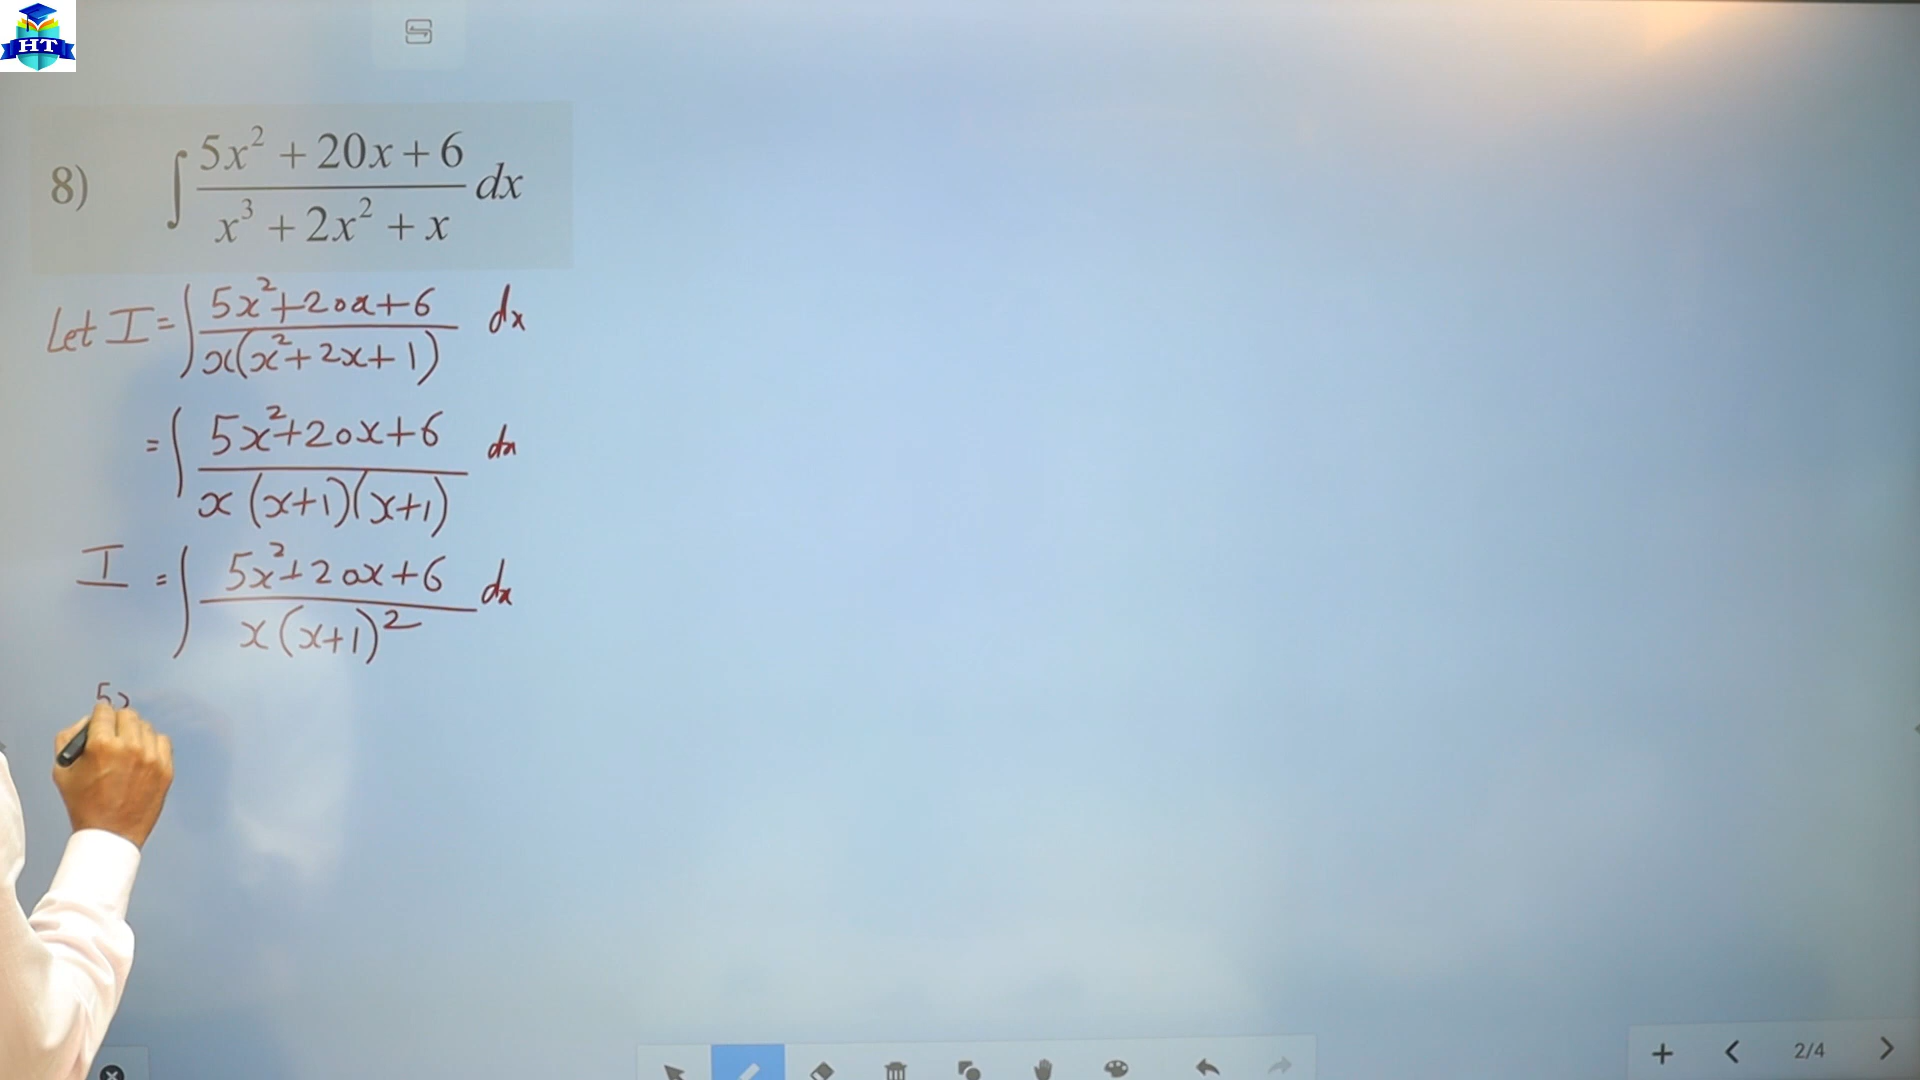 HT
8) ∫ (5x² + 20x + 6)/(x³ + 2x² + x) dx
Let I = ∫ (5x² + 20x + 6)/(x(x² + 2x + 1)) dx
= ∫ (5x² + 20x + 6)/(x(x+1)(x+1)) dx
I = ∫ (5x² + 20x + 6)/(x(x+1)²) dx
5x
2/4